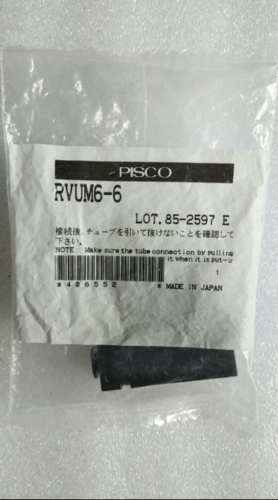 PISCO
RVUM6-6
LOT. 85-2597 E
接続後、チューブを引いて抜けないことを確認して
下さい。
NOTE: Make sure the tube connection by pulling
it when it is put-in
1
*406552* MADE IN JAPAN